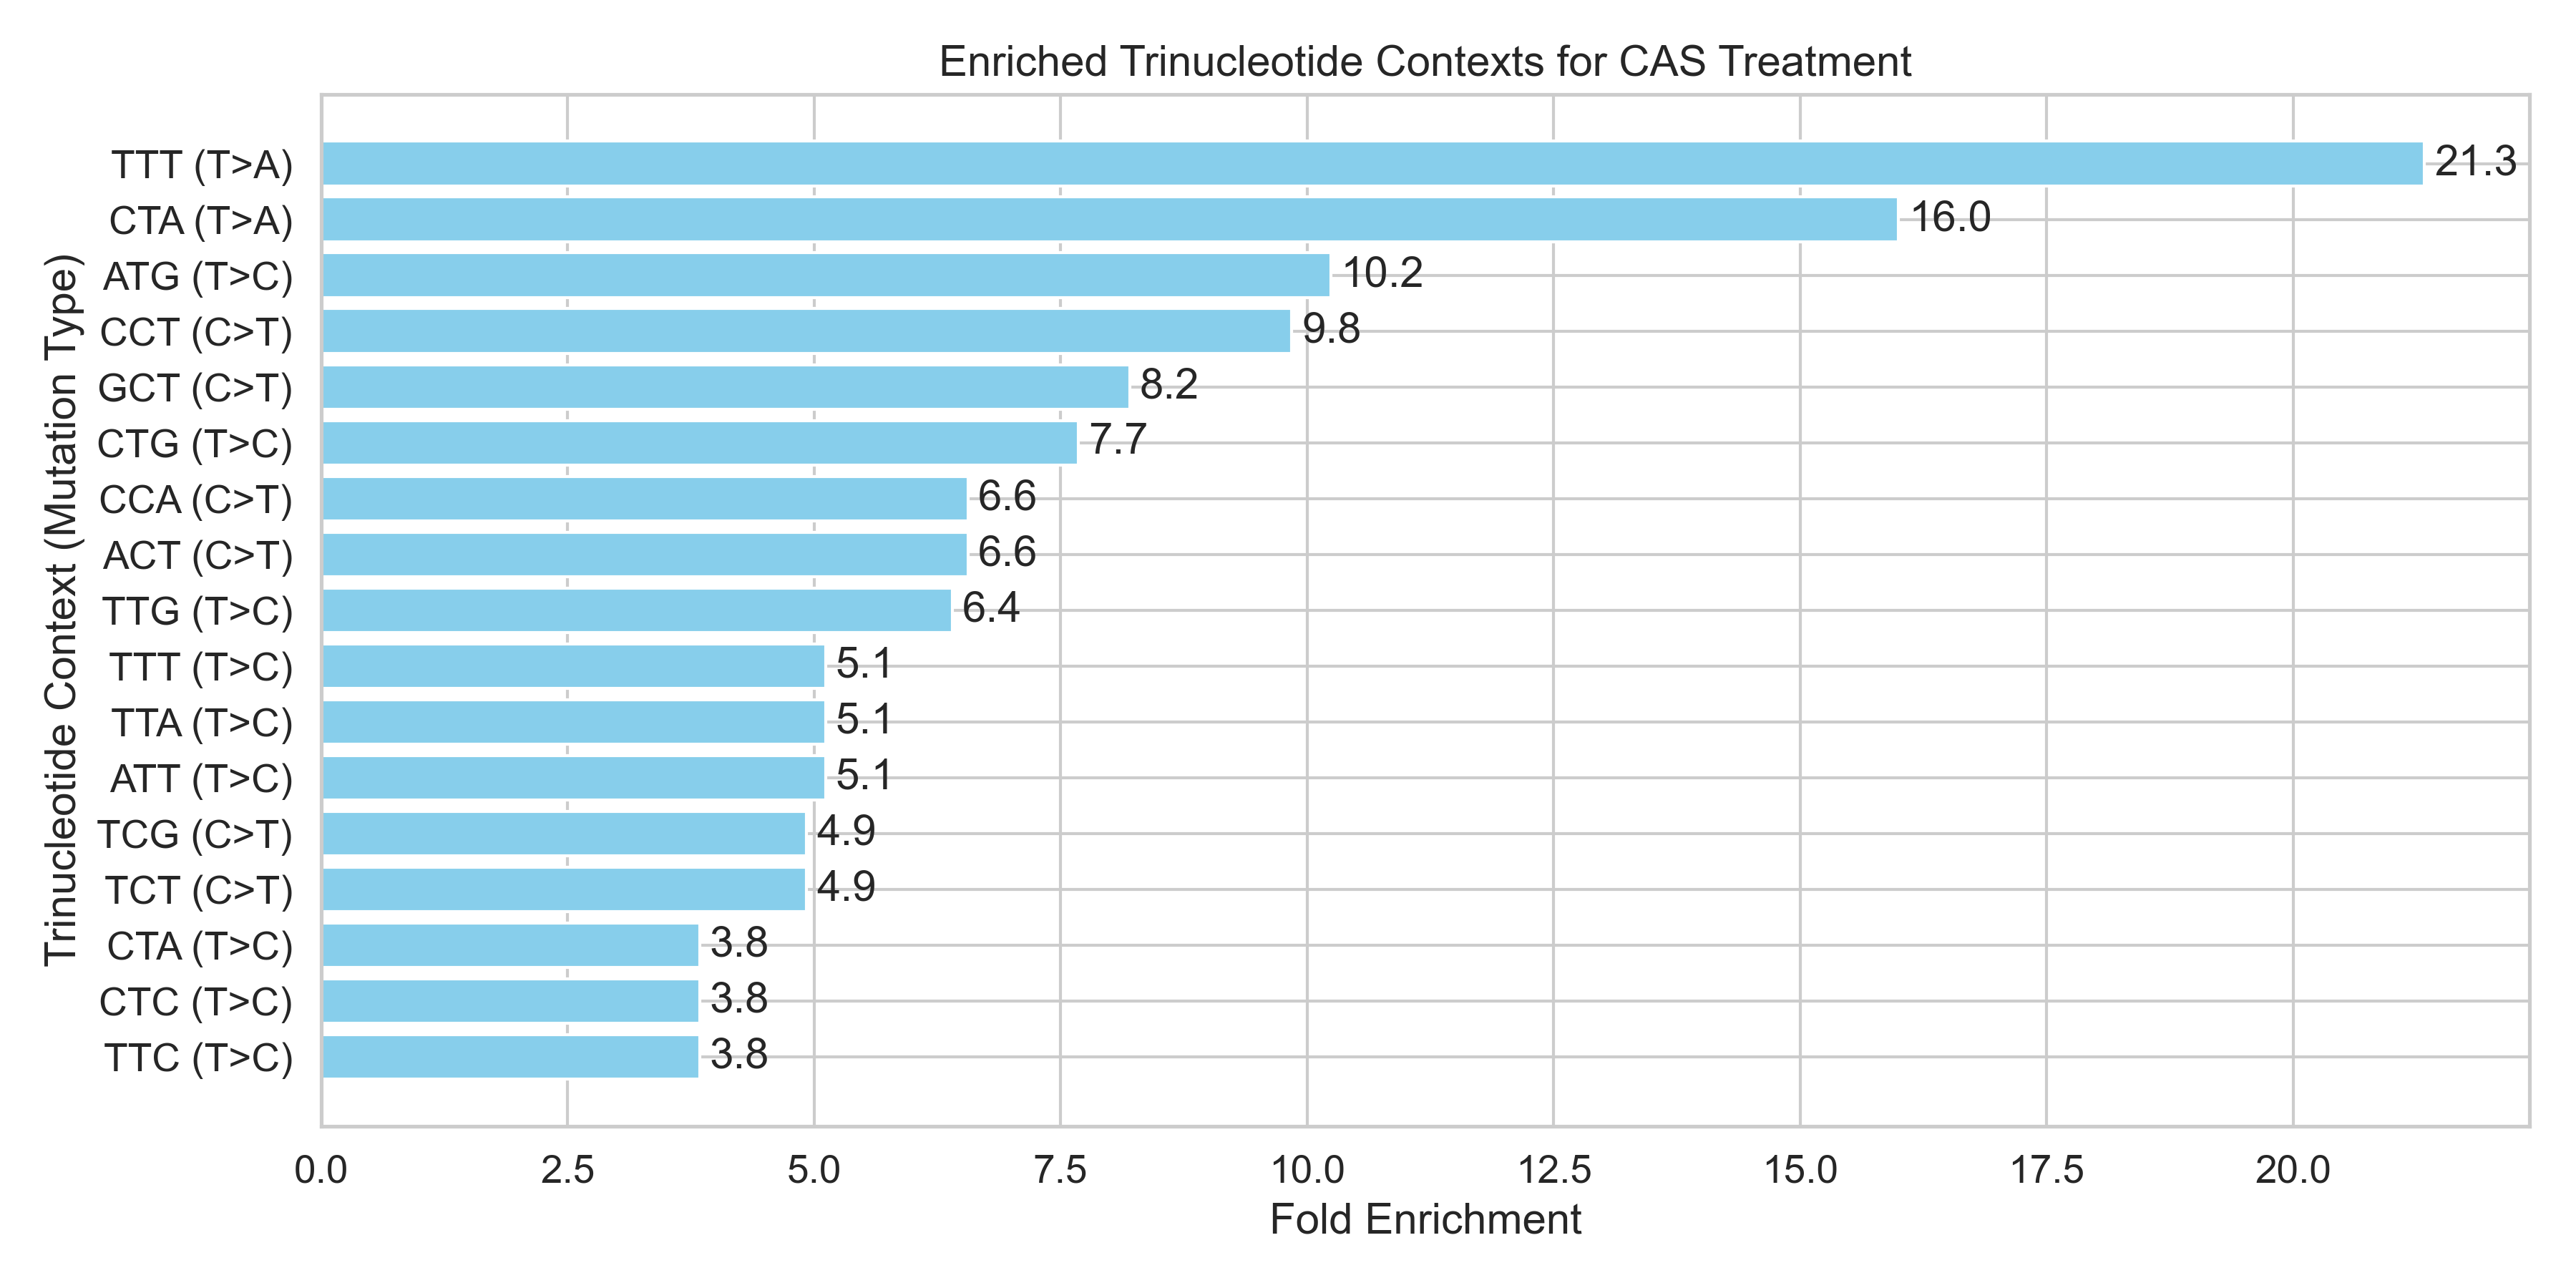 Enriched Trinucleotide Contexts for CAS Treatment
Trinucleotide Context (Mutation Type)
TTT (T>A) 21.3
CTA (T>A) 16.0
ATG (T>C) 10.2
CCT (C>T) 9.8
GCT (C>T) 8.2
CTG (T>C) 7.7
CCA (C>T) 6.6
ACT (C>T) 6.6
TTG (T>C) 6.4
TTT (T>C) 5.1
TTA (T>C) 5.1
ATT (T>C) 5.1
TCG (C>T) 4.9
TCT (C>T) 4.9
CTA (T>C) 3.8
CTC (T>C) 3.8
TTC (T>C) 3.8
0.0 2.5 5.0 7.5 10.0 12.5 15.0 17.5 20.0
Fold Enrichment